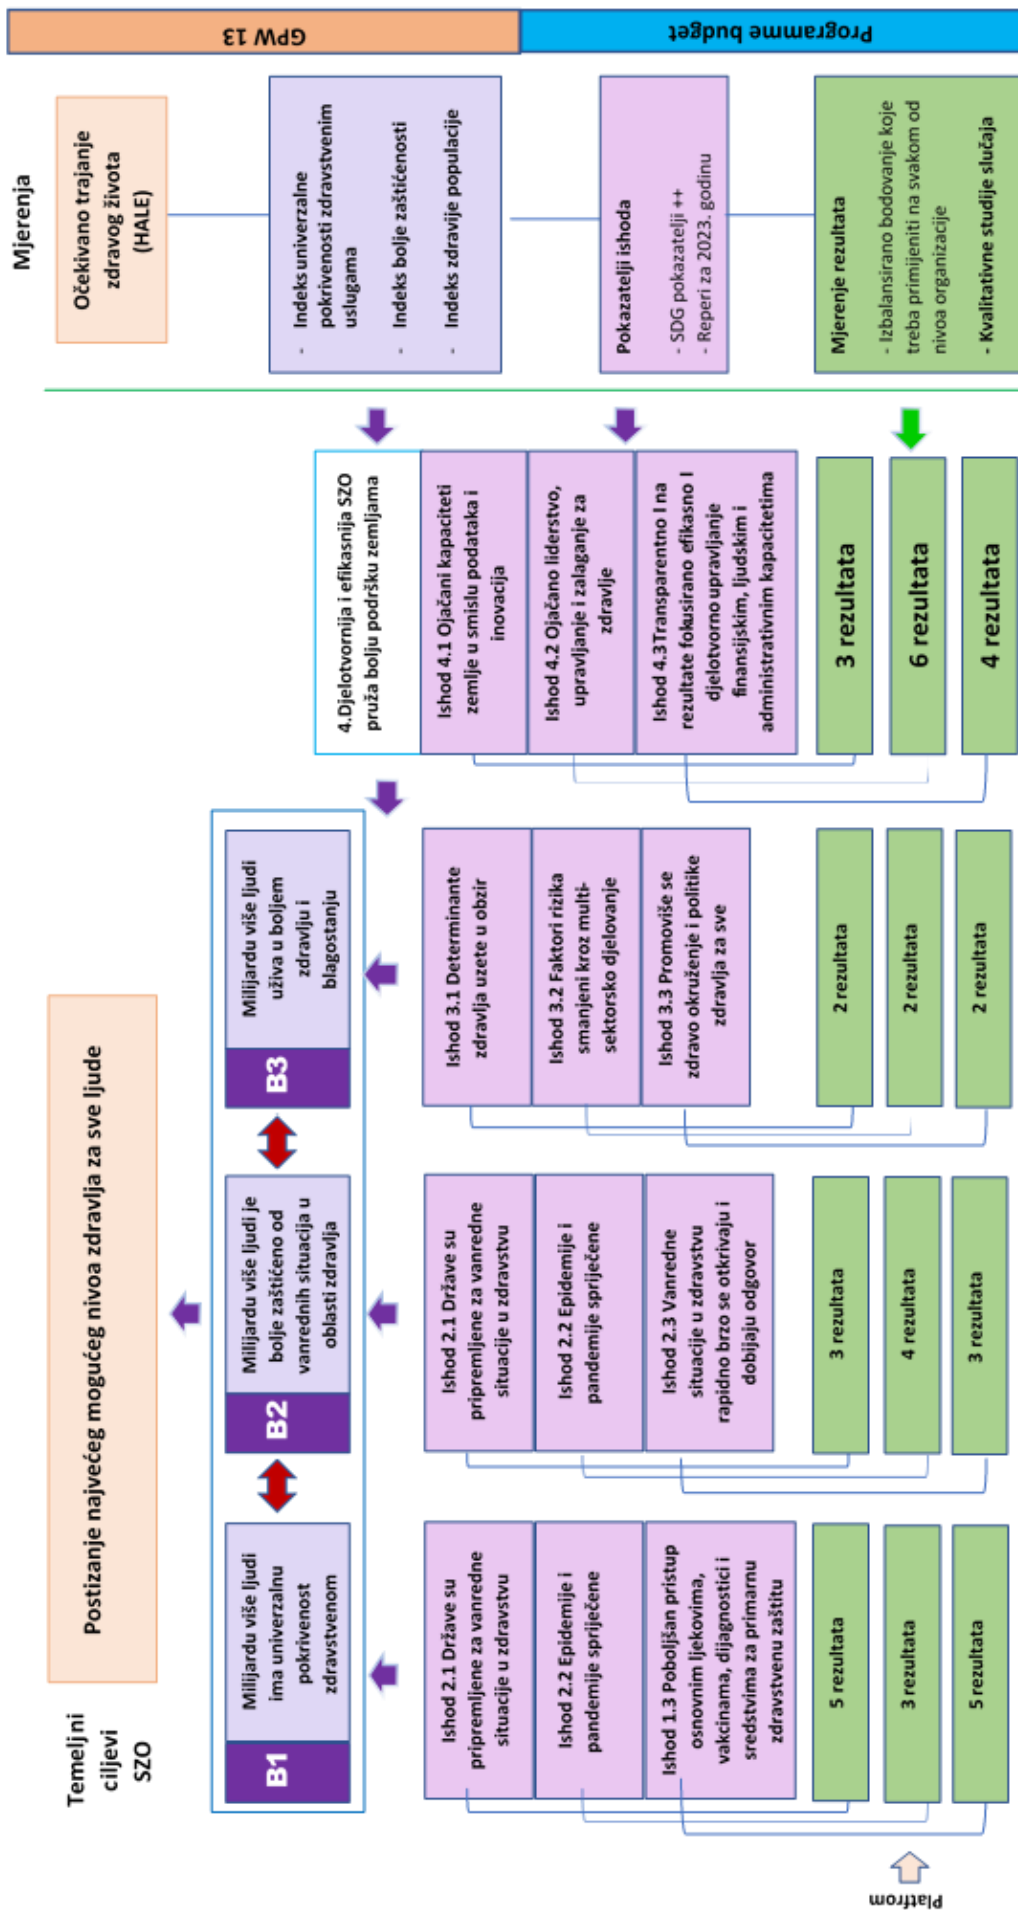 Temeljni
ciljevi
SZO
Postizanje najvećeg mogućeg nivoa zdravlja za sve ljude
B1
Milijardu više ljudi
ima univerzalnu
pokrivenost
zdravstvenom
B2
Milijardu više ljudi je
bolje zaštićeno od
vanrednih situacija u
oblasti zdravlja
B3
Milijardu više ljudi
uživa u boljem
zdravlju i
blagostanju
4.Djelotvornija i efikasnija SZO
pruža bolju podršku zemljama
Ishod 2.1 Države su
pripremljene za vanredne
situacije u zdravstvu
Ishod 2.2 Epidemije i
pandemije spriječene
Ishod 1.3 Poboljšan pristup
osnovnim ljekovima,
vakcinama, dijagnostici i
sredstvima za primarnu
zdravstvenu zaštitu
Ishod 2.1 Države su
pripremljene za vanredne
situacije u zdravstvu
Ishod 2.2 Epidemije i
pandemije spriječene
Ishod 2.3 Vanredne
situacije u zdravstvu
rapidno brzo se otkrivaju i
dobijaju odgovor
Ishod 3.1 Determinante
zdravlja uzete u obzir
Ishod 3.2 Faktori rizika
smanjeni kroz multi-
sektorsko djelovanje
Ishod 3.3 Promoviše se
zdravo okruženje i politike
zdravlja za sve
Ishod 4.1 Ojačani kapaciteti
zemlje u smislu podataka i
inovacija
Ishod 4.2 Ojačano liderstvo,
upravljanje i zalaganje za
zdravlje
Ishod 4.3Transparentno I na
rezultate fokusirano efikasno I
djelotvorno upravljanje
finansijskim, ljudskim i
administrativnim kapacitetima
5 rezultata
3 rezultata
5 rezultata
3 rezultata
4 rezultata
3 rezultata
2 rezultata
2 rezultata
2 rezultata
3 rezultata
6 rezultata
4 rezultata
Platfrom
Mjerenja
Očekivano trajanje
zdravog života
(HALE)
- Indeks univerzalne
pokrivenosti zdravstvenim
uslugama
- Indeks bolje zaštićenosti
- Indeks zdravije populacije
Pokazatelji ishoda
- SDG pokazatelji ++
- Reperi za 2023. godinu
Mjerenje rezultata
- Izbalansirano bodovanje koje
treba primijeniti na svakom od
nivoa organizacije
- Kvalitativne studije slučaja
GPW 13
Programme budget